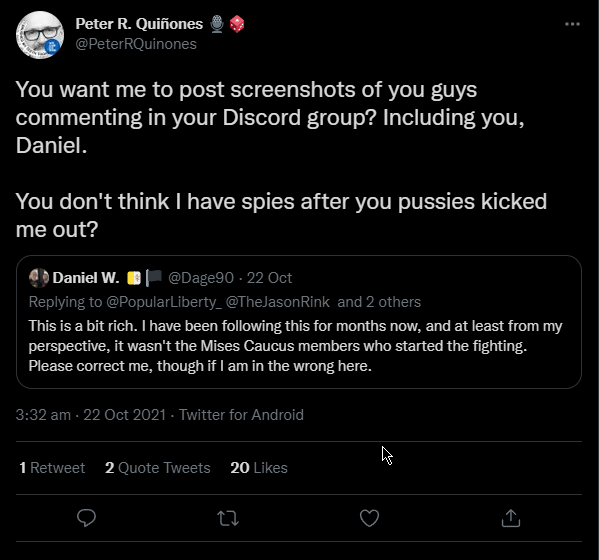 Peter R. Quiñones
@PeterRQuinones
You want me to post screenshots of you guys
commenting in your Discord group? Including you,
Daniel.
You don't think I have spies after you pussies kicked
me out?
Daniel W. @Dage90 · 22 Oct
Replying to @PopularLiberty_ @TheJasonRink and 2 others
This is a bit rich. I have been following this for months now, and at least from my
perspective, it wasn't the Mises Caucus members who started the fighting.
Please correct me, though if I am in the wrong here.
3:32 am · 22 Oct 2021 · Twitter for Android
1 Retweet 2 Quote Tweets 20 Likes